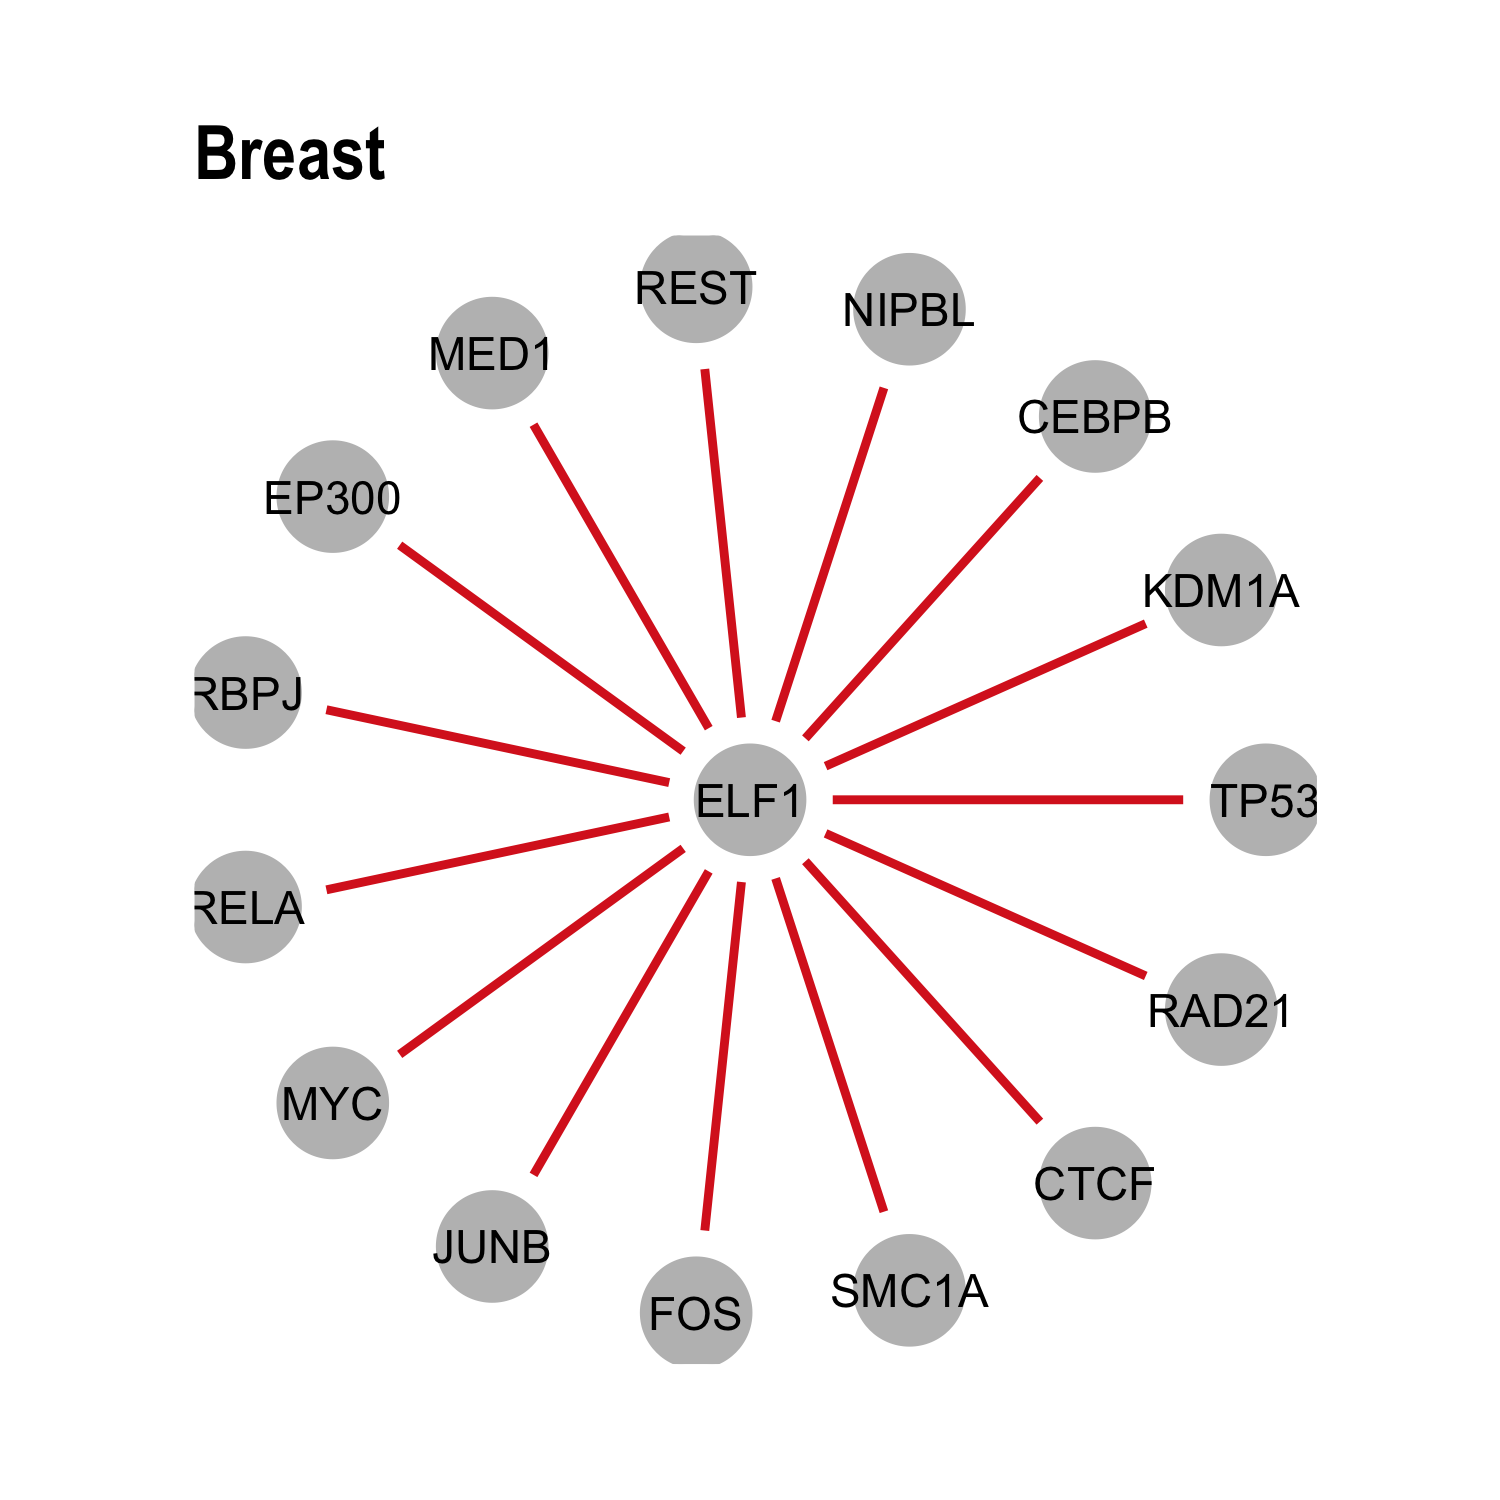 Breast
REST
NIPBL
MED1
CEBPB
EP300
KDM1A
RBPJ
ELF1
TP53
RELA
RAD21
MYC
CTCF
JUNB
SMC1A
FOS